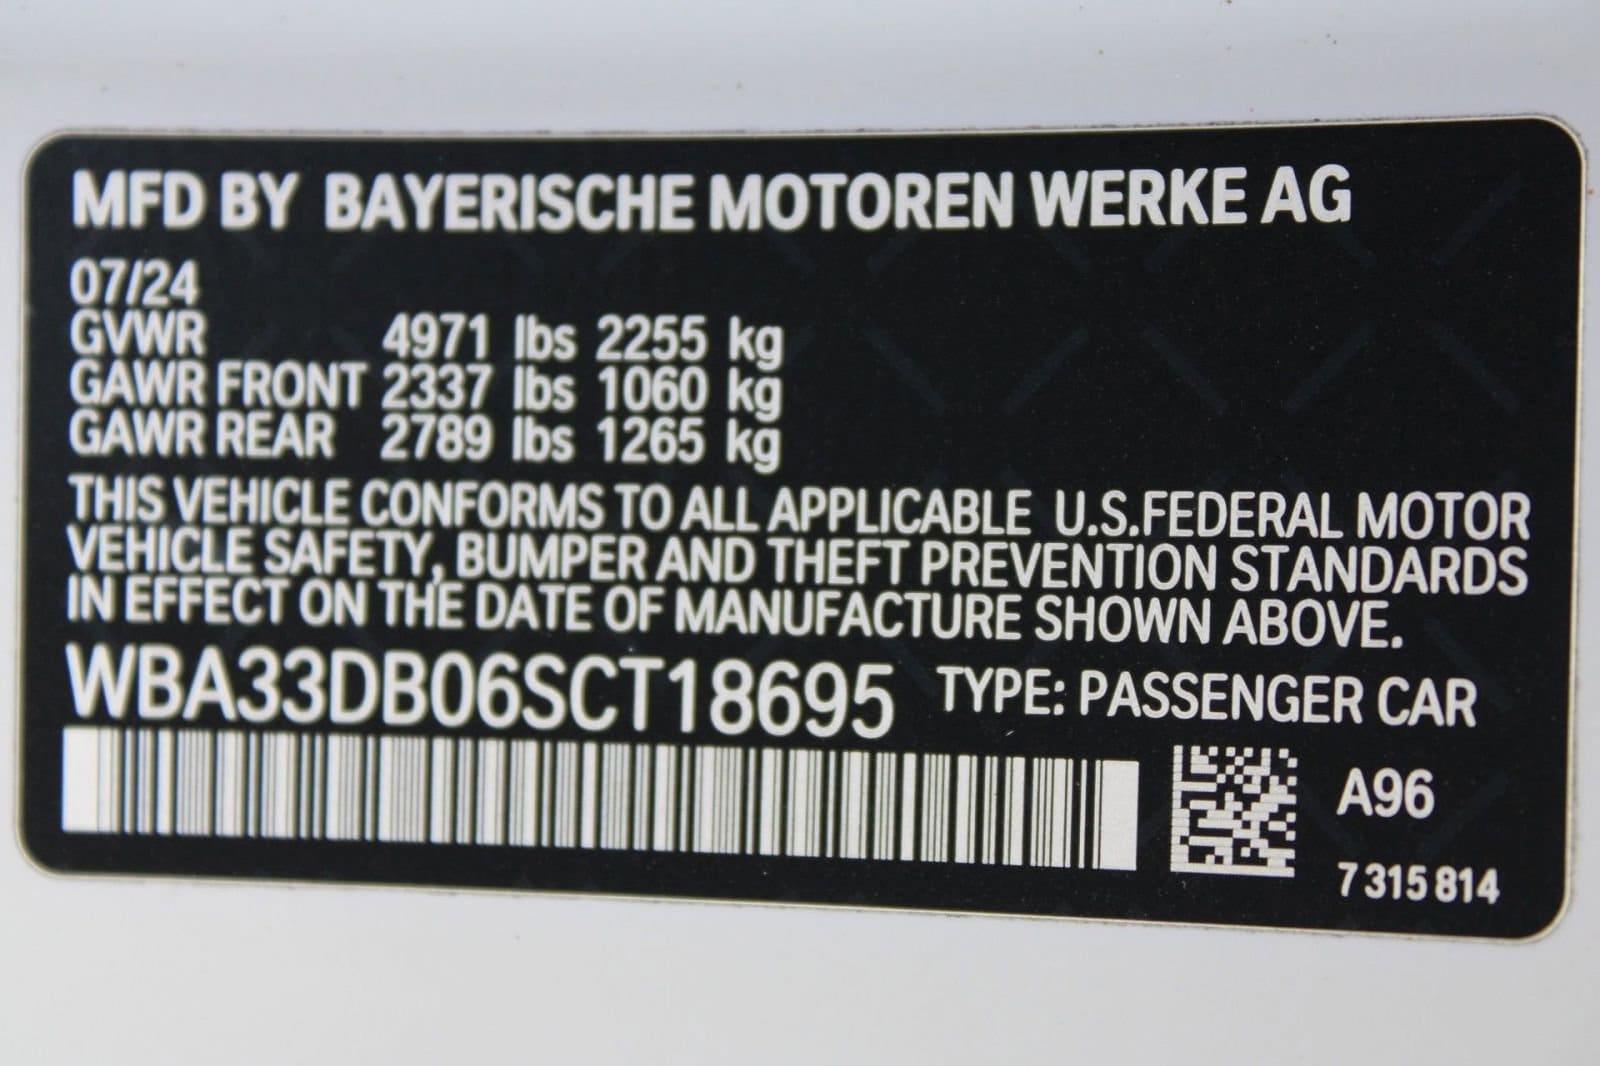 MFD BY BAYERISCHE MOTOREN WERKE AG
07/24
GVWR 4971 lbs 2255 kg
GAWR FRONT 2337 lbs 1060 kg
GAWR REAR 2789 lbs 1265 kg
THIS VEHICLE CONFORMS TO ALL APPLICABLE U.S.FEDERAL MOTOR
VEHICLE SAFETY, BUMPER AND THEFT PREVENTION STANDARDS
IN EFFECT ON THE DATE OF MANUFACTURE SHOWN ABOVE.
WBA33DB06SCT18695 TYPE: PASSENGER CAR
A96
7 315 814